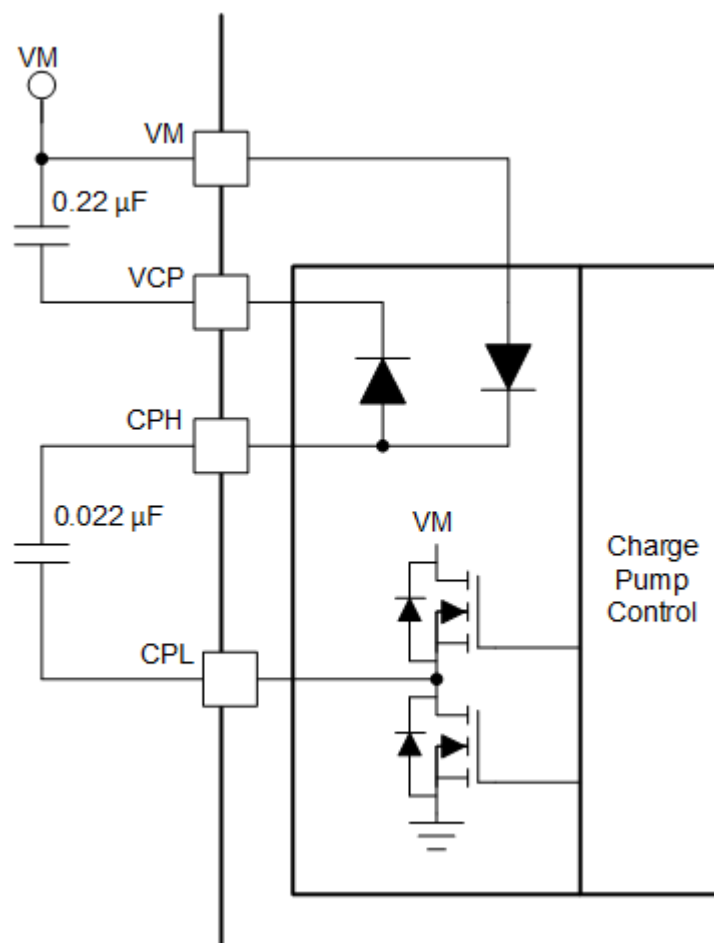 VM
VM
0.22 µF
VCP
CPH
0.022 µF
VM
CPL
Charge
Pump
Control